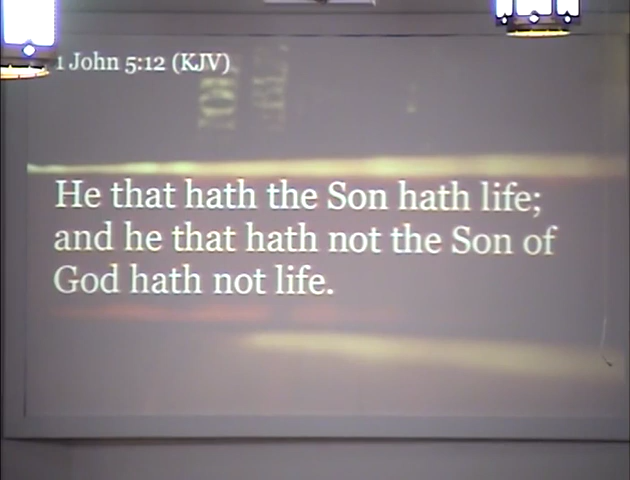 1 John 5:12 (KJV)
He that hath the Son hath life;
and he that hath not the Son of
God hath not life.